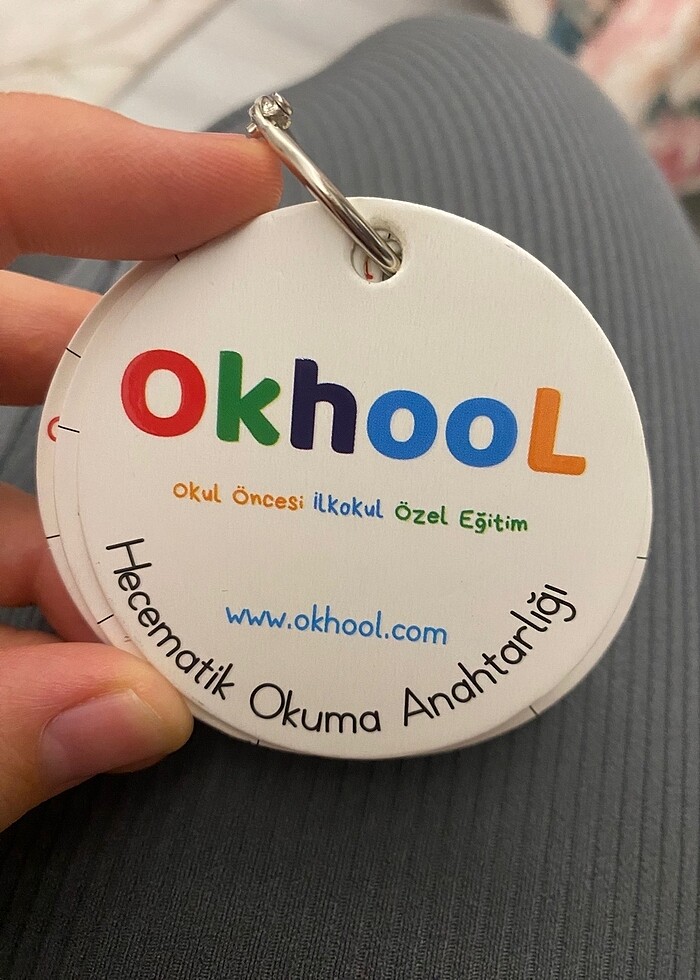 OkhooL
Okul Öncesi İlkokul Özel Eğitim
www.okhool.com
Hecematik Okuma Anahtarlığı